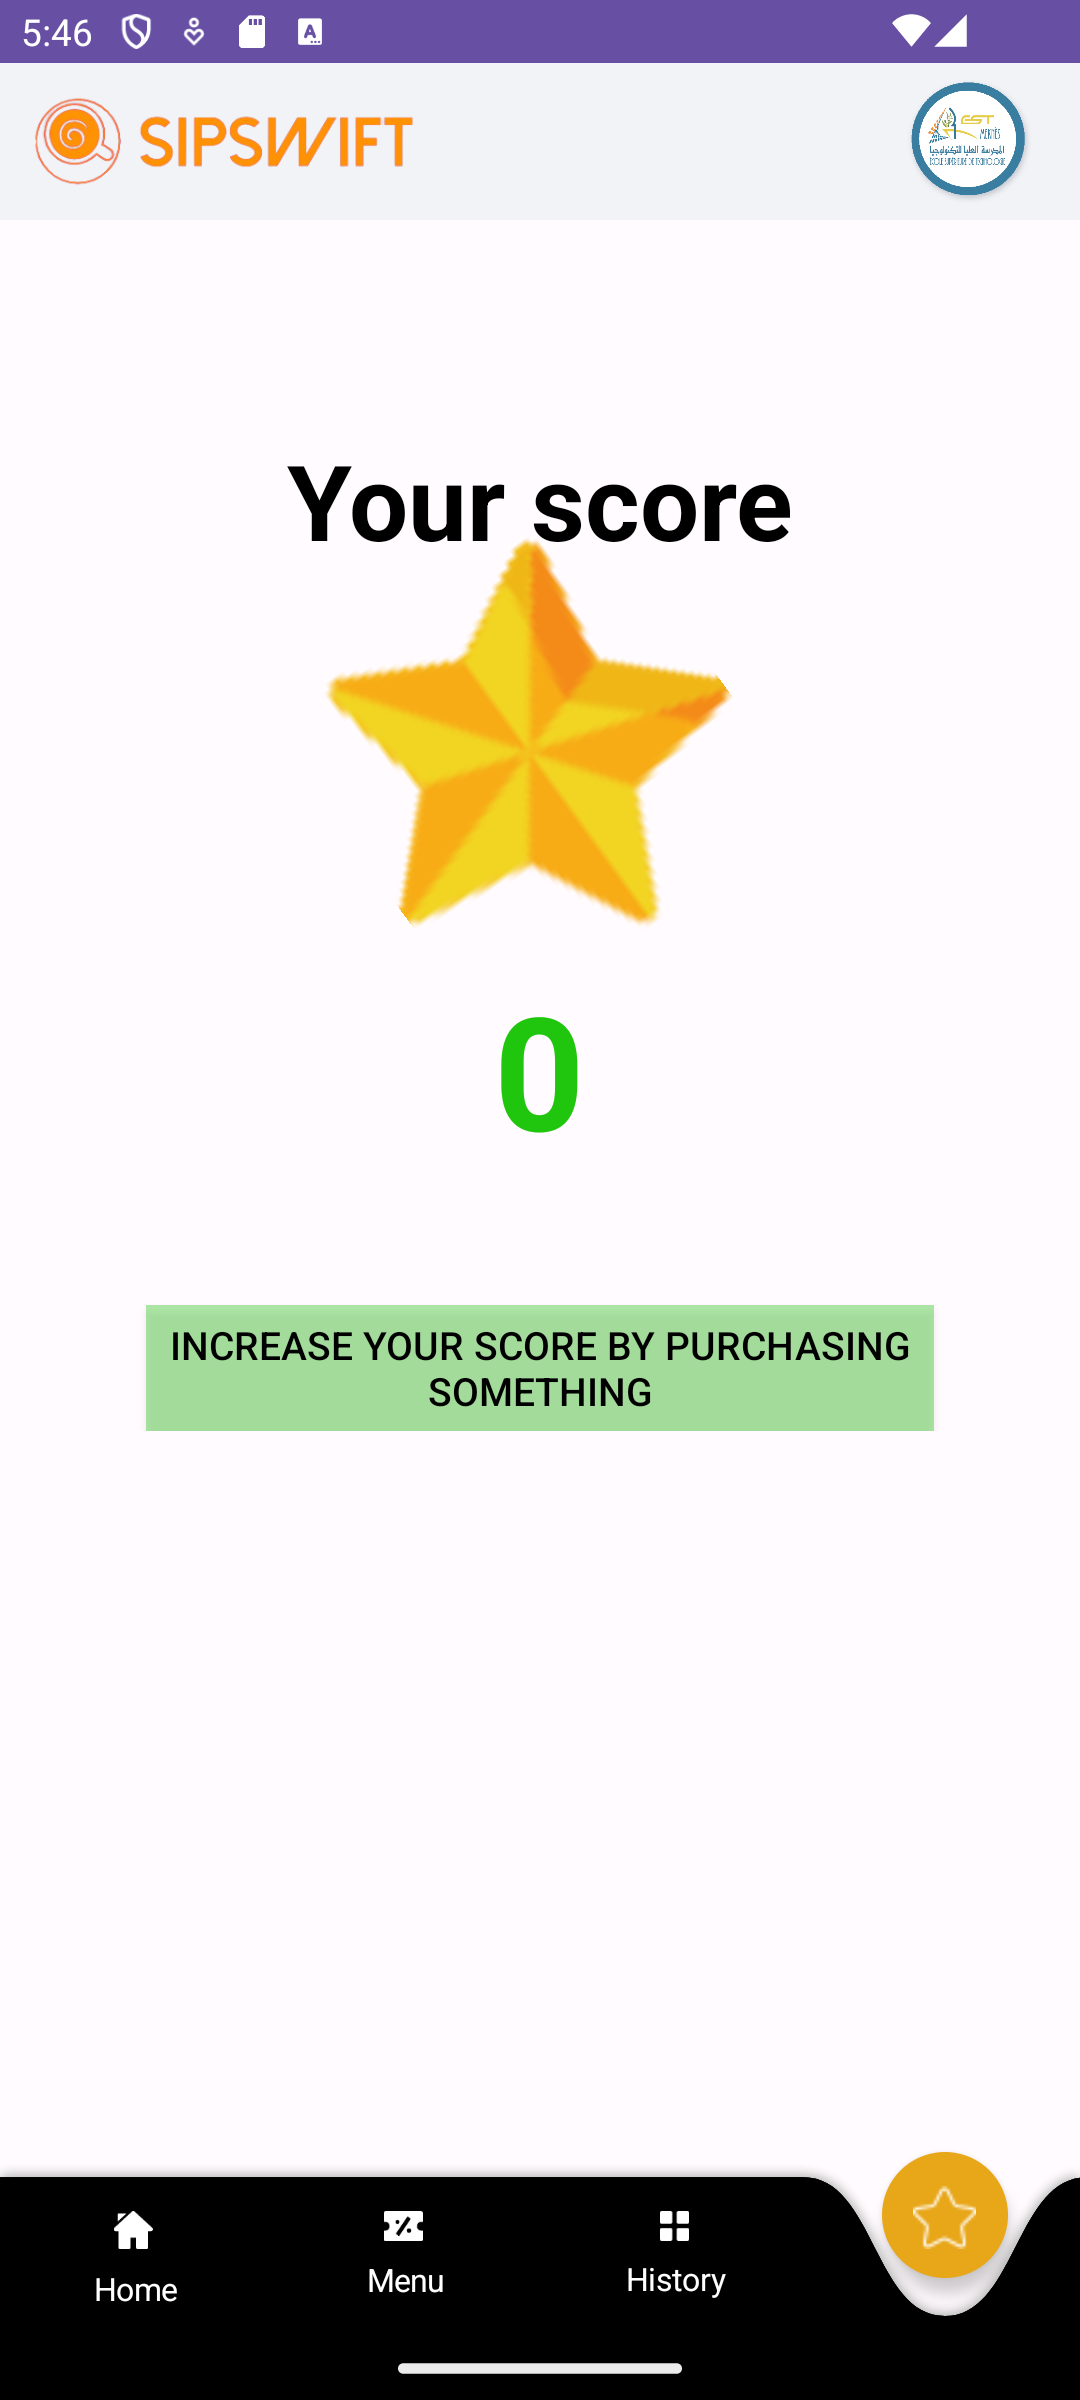 5:46
SIPSWIFT
EST
MEKNÈS
المدرسة العليا للتكنولوجيا
ECOLE SUPÉRIEURE DE TECHNOLOGIE
Your score
0
INCREASE YOUR SCORE BY PURCHASING
SOMETHING
Home
Menu
History